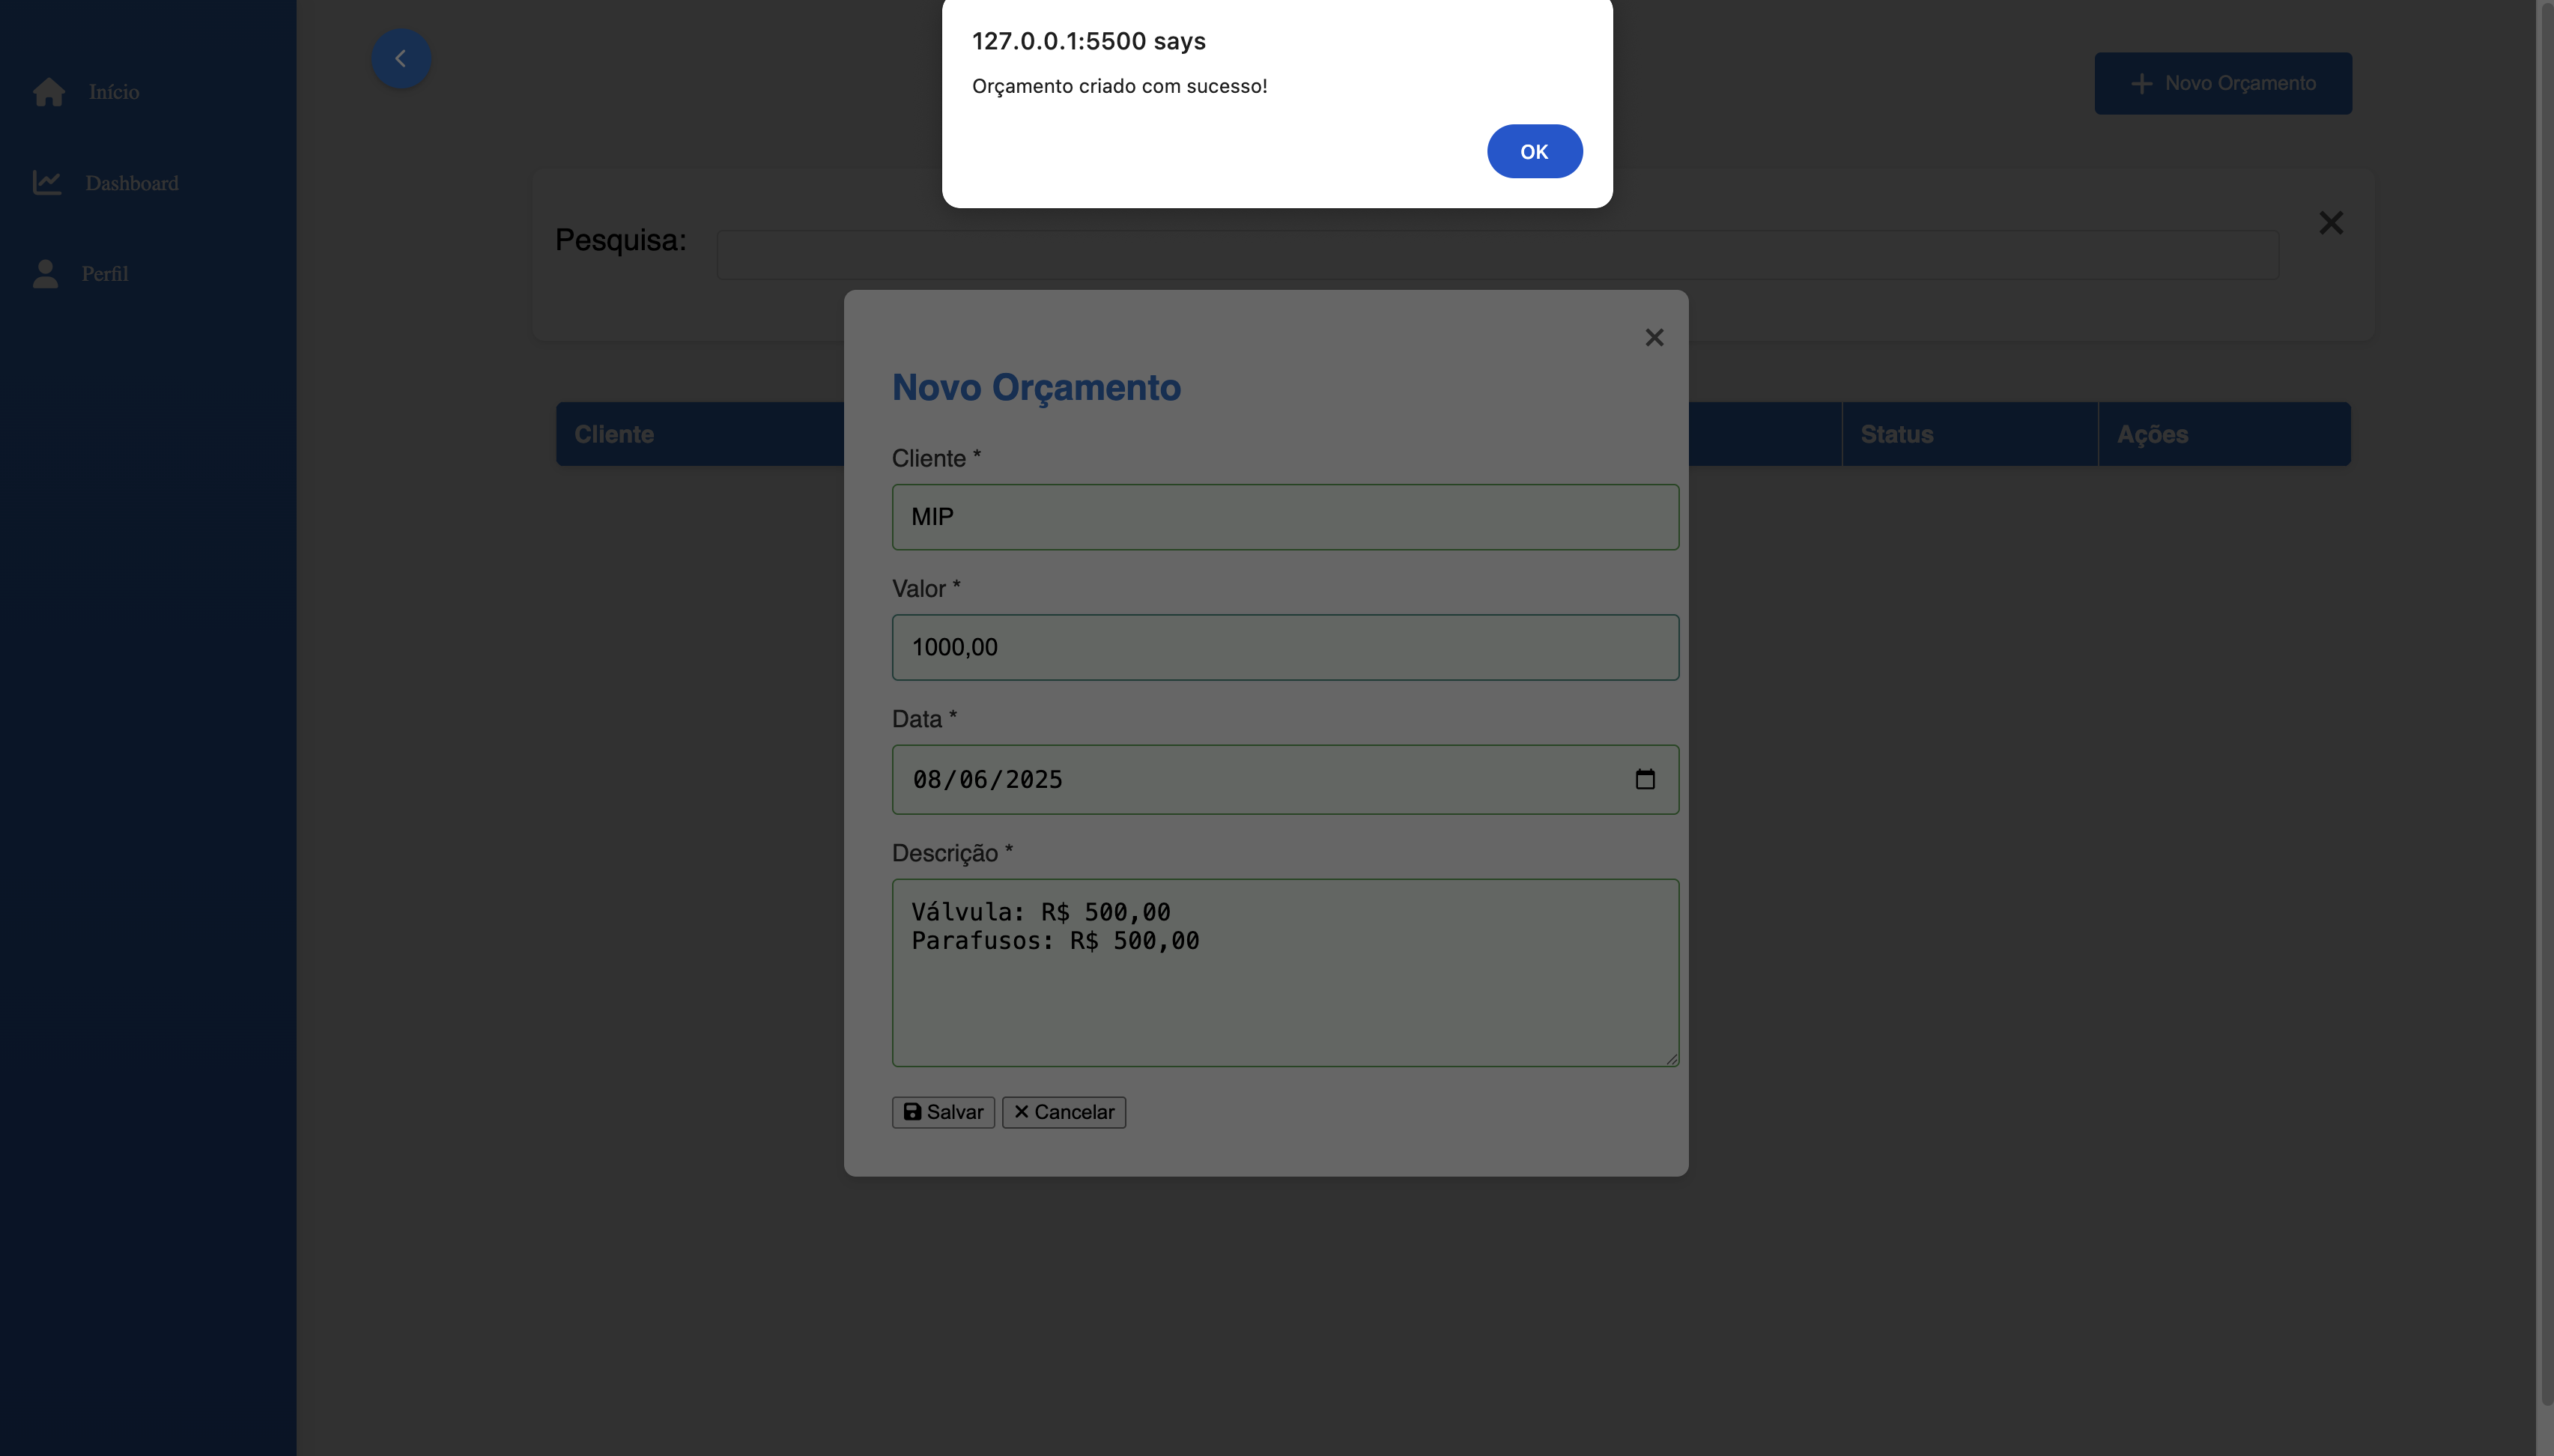 127.0.0.1:5500 says
Orçamento criado com sucesso!
OK
Início
Dashboard
Perfil
Novo Orçamento
Pesquisa:
Cliente
Status
Ações
Novo Orçamento
Cliente *
MIP
Valor *
1000,00
Data *
08/06/2025
Descrição *
Válvula: R$ 500,00
Parafusos: R$ 500,00
Salvar
Cancelar